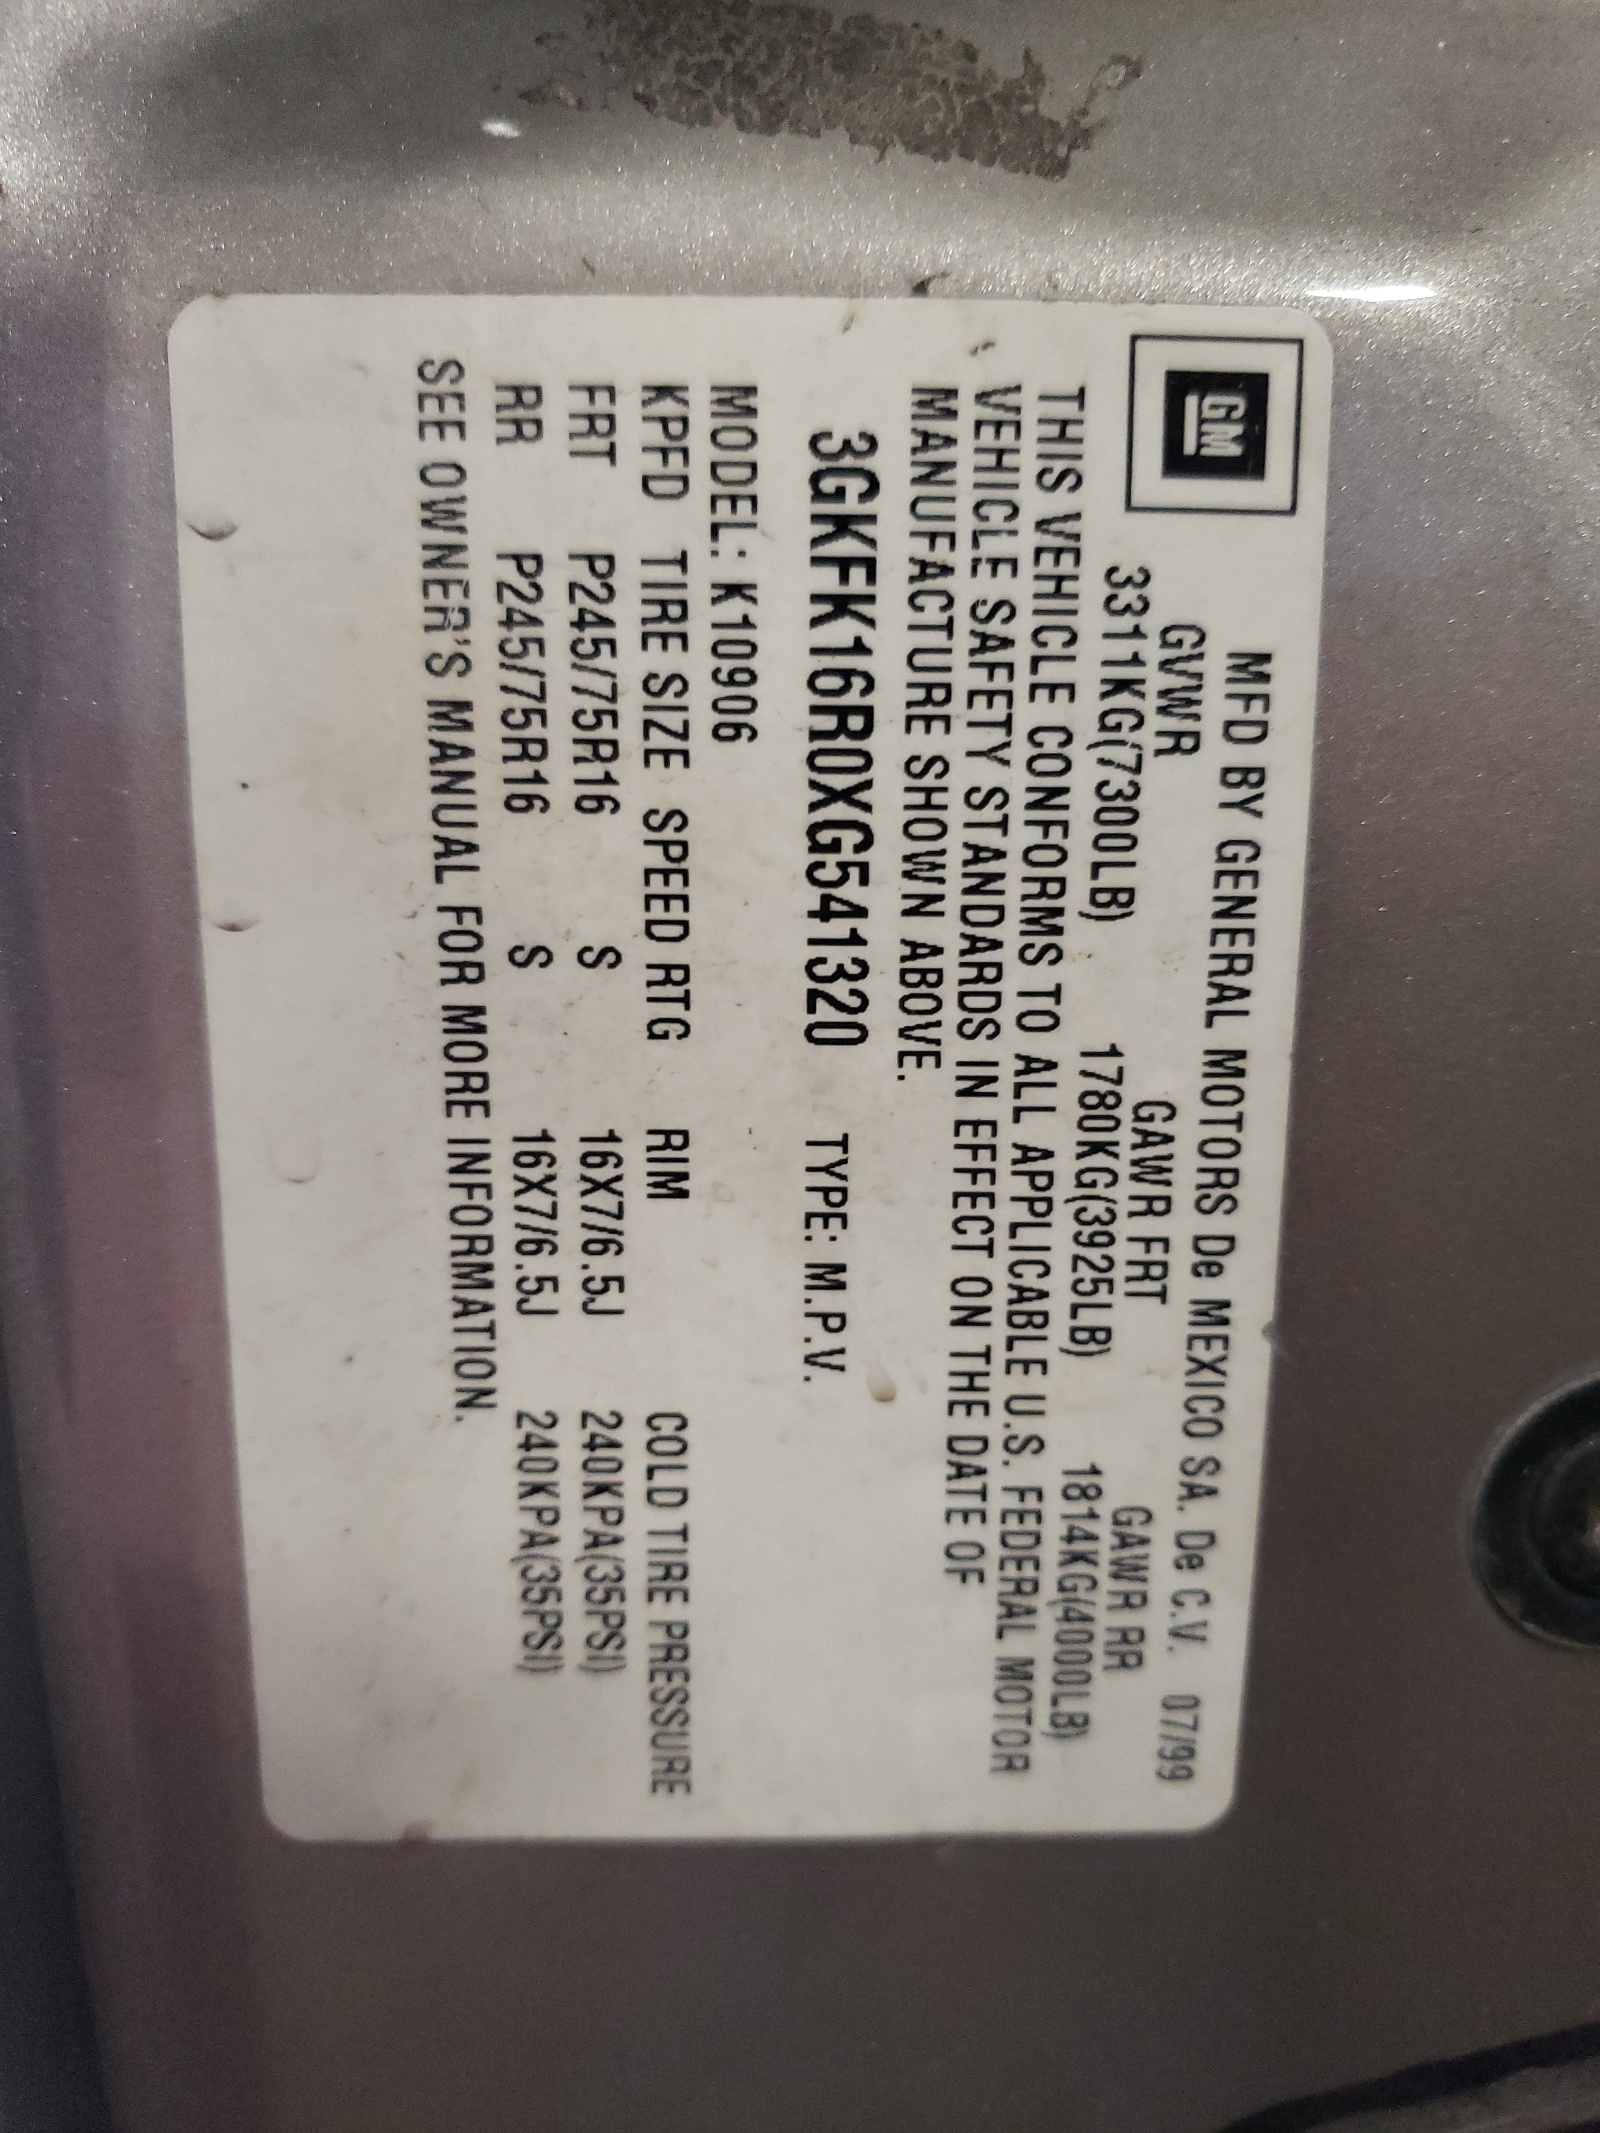 GM
MFD BY GENERAL MOTORS De MEXICO SA. De C.V. 07/99
GVWR GAWR FRT GAWR RR
3311KG(7300LB) 1780KG(3925LB) 1814KG(4000LB)
THIS VEHICLE CONFORMS TO ALL APPLICABLE U.S. FEDERAL MOTOR
VEHICLE SAFETY STANDARDS IN EFFECT ON THE DATE OF
MANUFACTURE SHOWN ABOVE.
3GKFK16R0XG541320 TYPE: M.P.V.
MODEL: K10906
KPFD TIRE SIZE SPEED RTG RIM COLD TIRE PRESSURE
FRT P245/75R16 S 16X7/6.5J 240KPA(35PSI)
RR P245/75R16 S 16X7/6.5J 240KPA(35PSI)
SEE OWNER'S MANUAL FOR MORE INFORMATION.